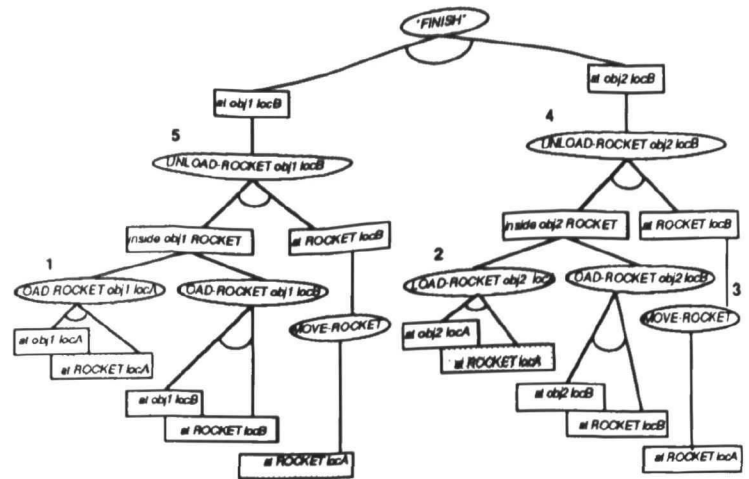 *FINISH*
at obj1 locB
at obj2 locB
5
4
UNLOAD-ROCKET obj1 locB
UNLOAD-ROCKET obj2 locB
inside obj1 ROCKET
at ROCKET locB
inside obj2 ROCKET
at ROCKET locB
1
2
3
LOAD-ROCKET obj1 locA
LOAD-ROCKET obj1 locB
LOAD-ROCKET obj2 locA
LOAD-ROCKET obj2 locB
MOVE-ROCKET
MOVE-ROCKET
at obj1 locA
at ROCKET locA
at obj2 locA
at ROCKET locA
at obj1 locB
at ROCKET locB
at obj2 locB
at ROCKET locB
at ROCKET locA
at ROCKET locA